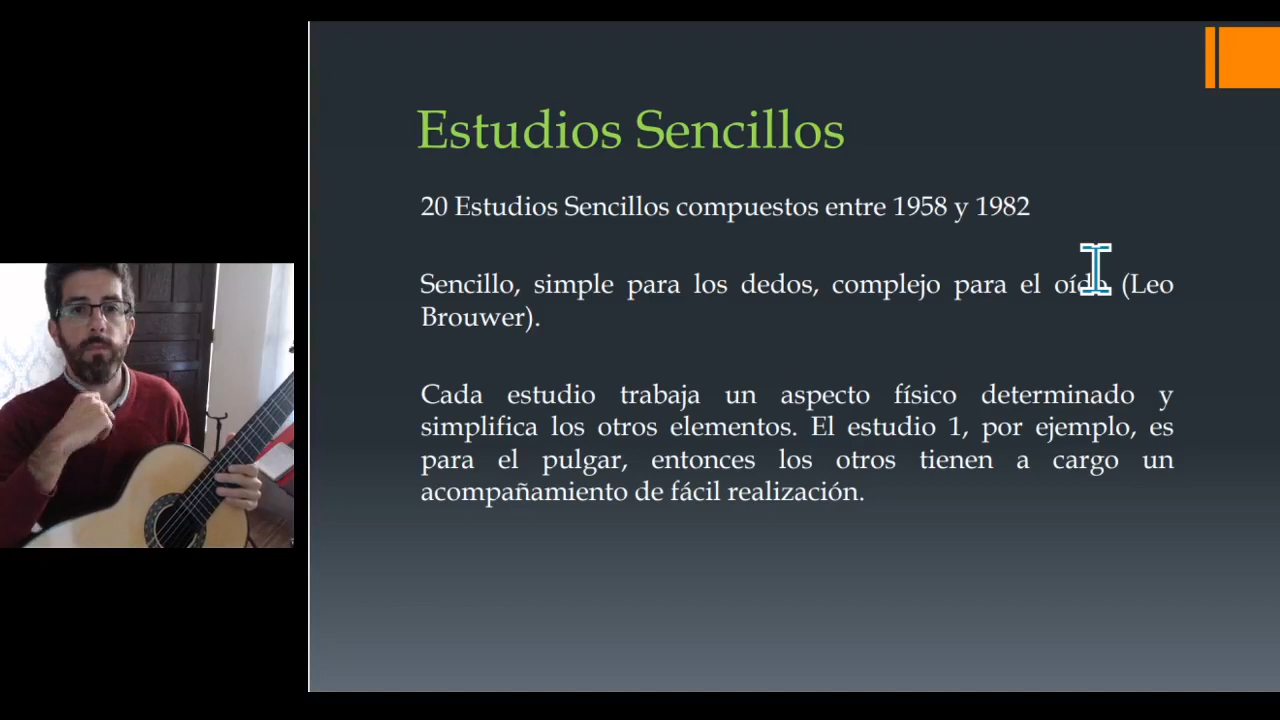 Estudios Sencillos
20 Estudios Sencillos compuestos entre 1958 y 1982
Sencillo, simple para los dedos, complejo para el oído (Leo
Brouwer).
Cada estudio trabaja un aspecto físico determinado y
simplifica los otros elementos. El estudio 1, por ejemplo, es
para el pulgar, entonces los otros tienen a cargo un
acompañamiento de fácil realización.